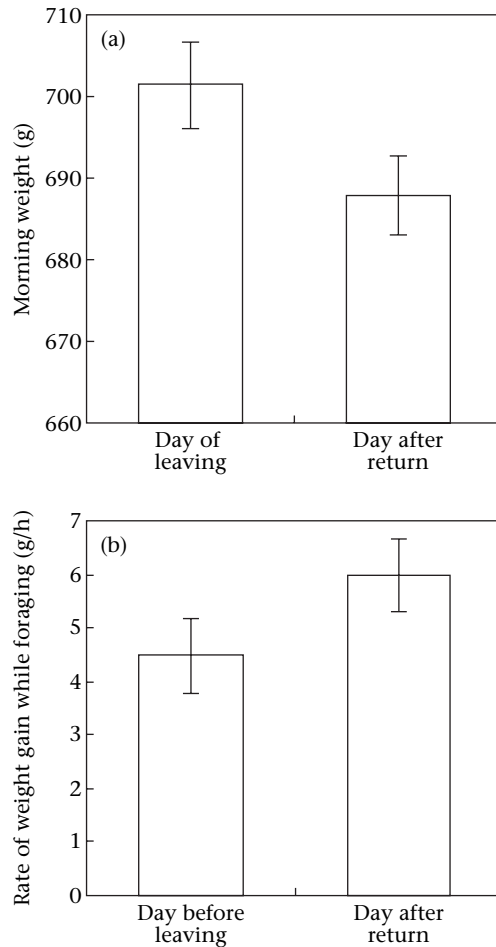 (a)
Morning weight (g)
710
700
690
680
670
660
Day of
leaving
Day after
return
(b)
Rate of weight gain while foraging (g/h)
7
6
5
4
3
2
1
0
Day before
leaving
Day after
return